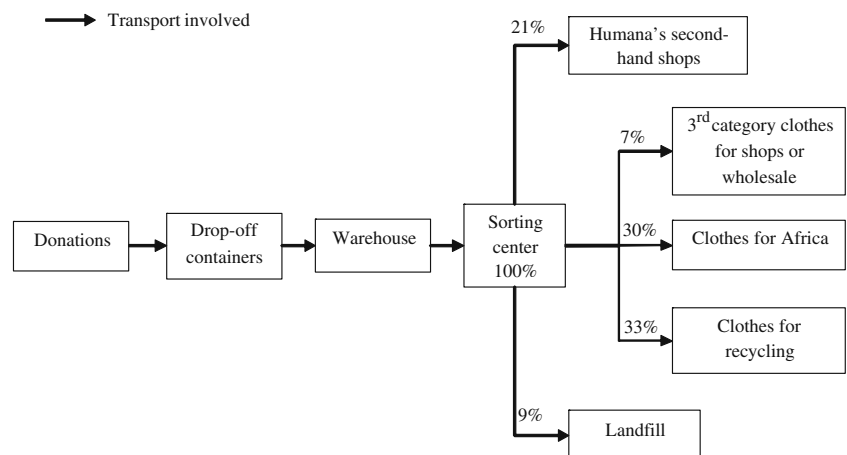 Transport involved
21%
Humana's second-
hand shops
7%
3rd category clothes
for shops or
wholesale
Donations
Drop-off
containers
Warehouse
Sorting
center
100%
30%
Clothes for Africa
33%
Clothes for
recycling
9%
Landfill